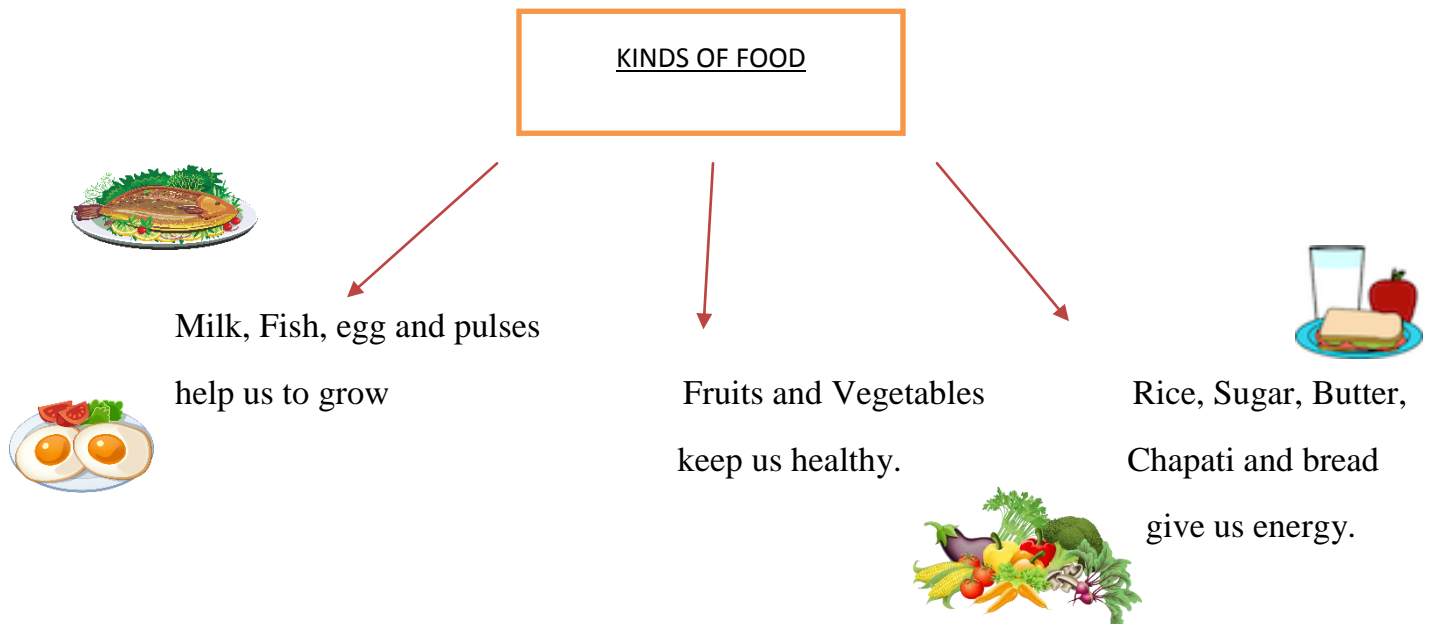 KINDS OF FOOD
Milk, Fish, egg and pulses
help us to grow
Fruits and Vegetables
keep us healthy.
Rice, Sugar, Butter,
Chapati and bread
give us energy.